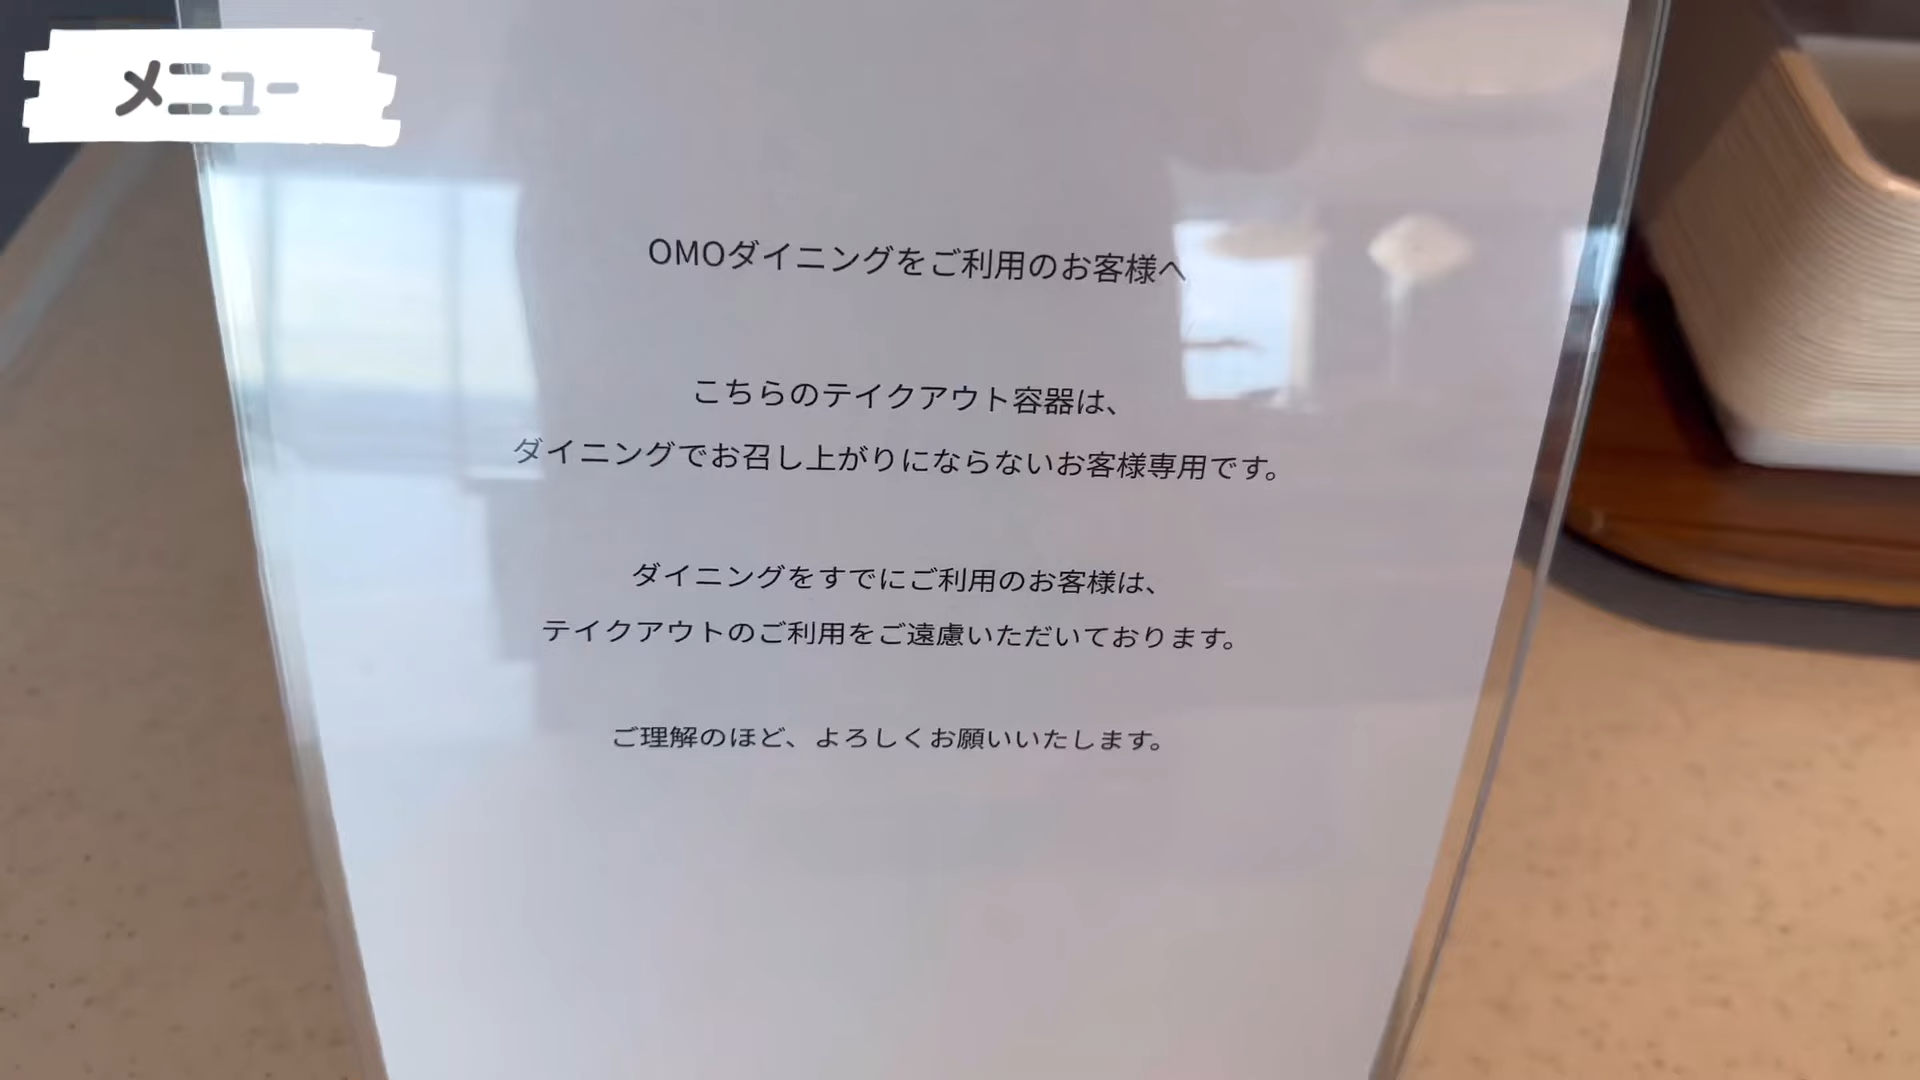 メニュー
OMOダイニングをご利用のお客様へ
こちらのテイクアウト容器は、
ダイニングでお召し上がりにならないお客様専用です。
ダイニングをすでにご利用のお客様は、
テイクアウトのご利用をご遠慮いただいております。
ご理解のほど、よろしくお願いいたします。